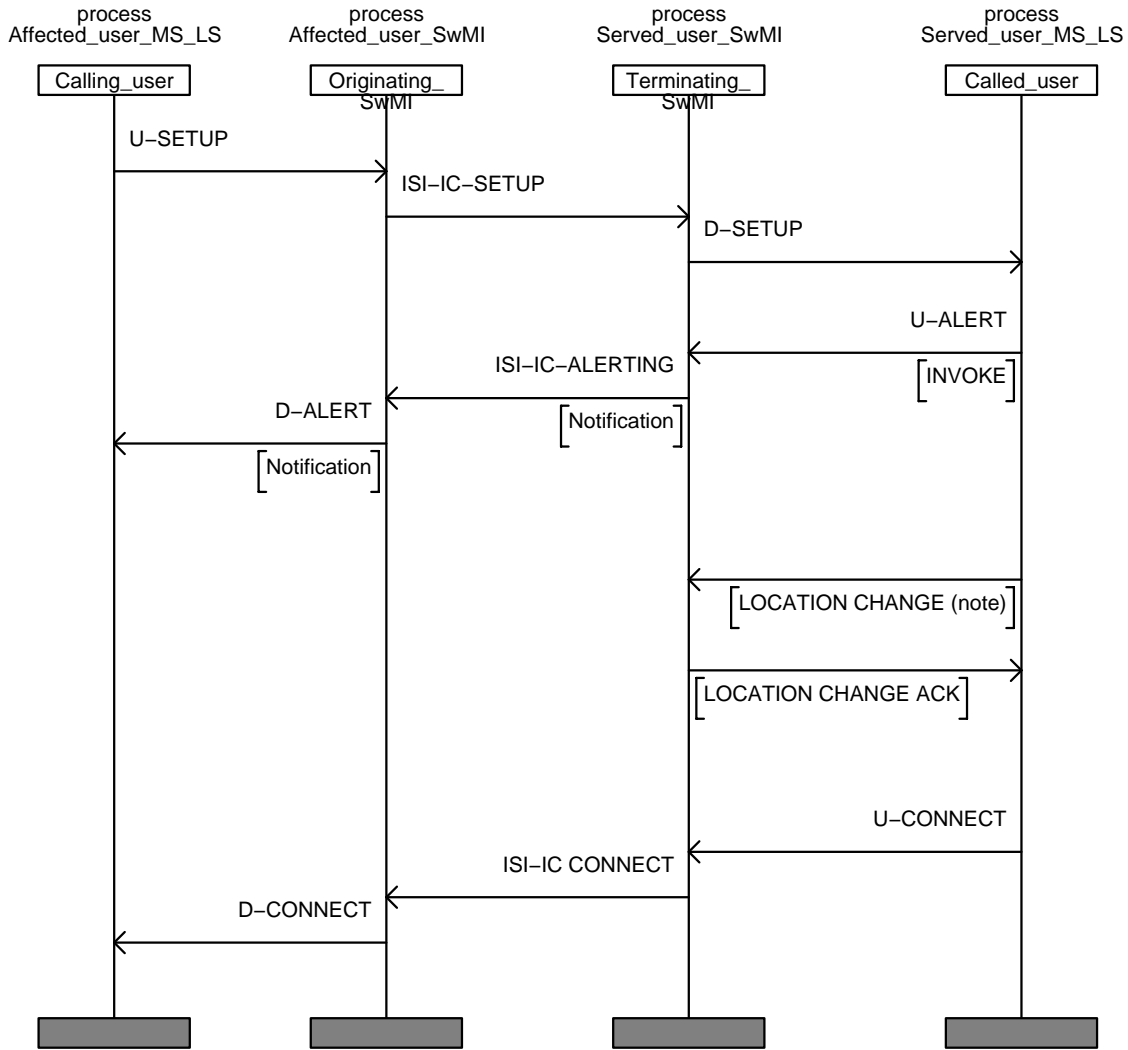 process
Affected_user_MS_LS
process
Affected_user_SwMI
process
Served_user_SwMI
process
Served_user_MS_LS
Calling_user
Originating_
SwMI
Terminating_
SwMI
Called_user
U−SETUP
ISI−IC−SETUP
D−SETUP
U−ALERT
INVOKE
ISI−IC−ALERTING
Notification
D−ALERT
Notification
LOCATION CHANGE (note)
LOCATION CHANGE ACK
U−CONNECT
ISI−IC CONNECT
D−CONNECT